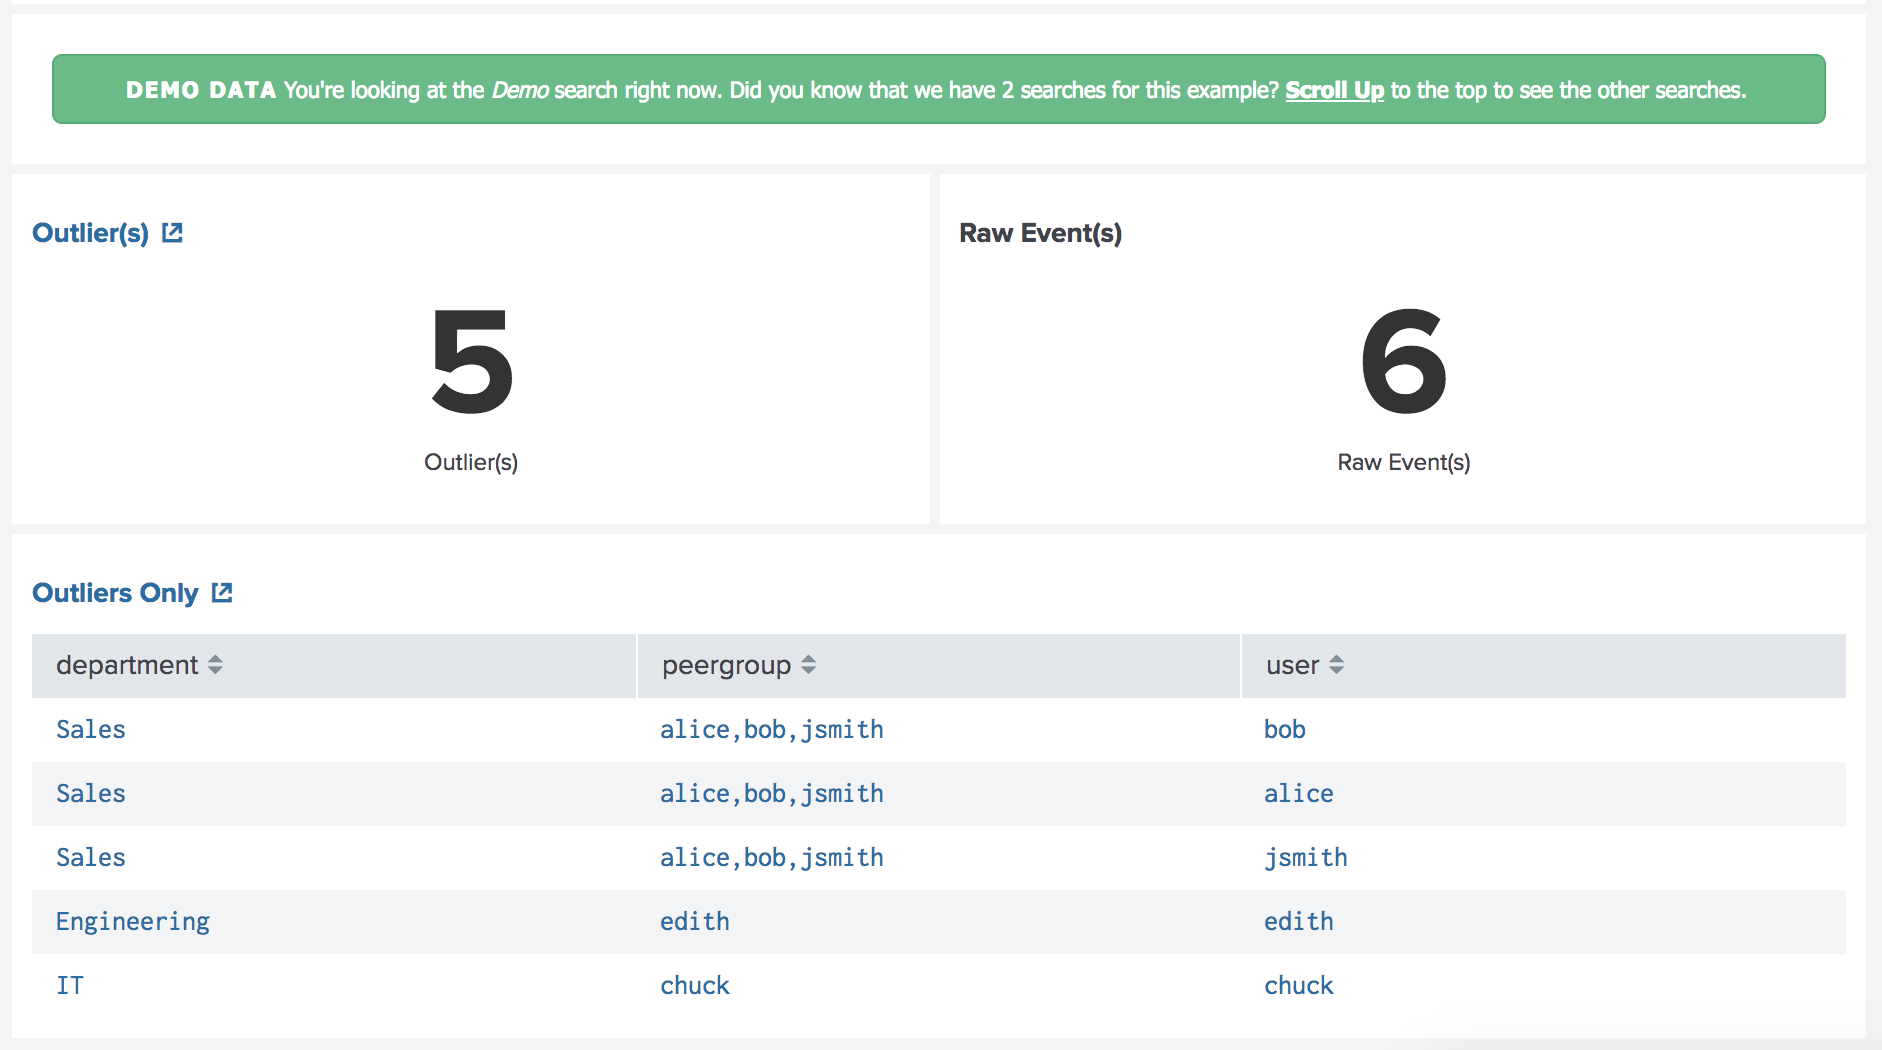 DEMO DATA You're looking at the Demo search right now. Did you know that we have 2 searches for this example? Scroll Up to the top to see the other searches.
Outlier(s)
Raw Event(s)
5
6
Outlier(s)
Raw Event(s)
Outliers Only
department peergroup user
Sales alice,bob,jsmith bob
Sales alice,bob,jsmith alice
Sales alice,bob,jsmith jsmith
Engineering edith edith
IT chuck chuck